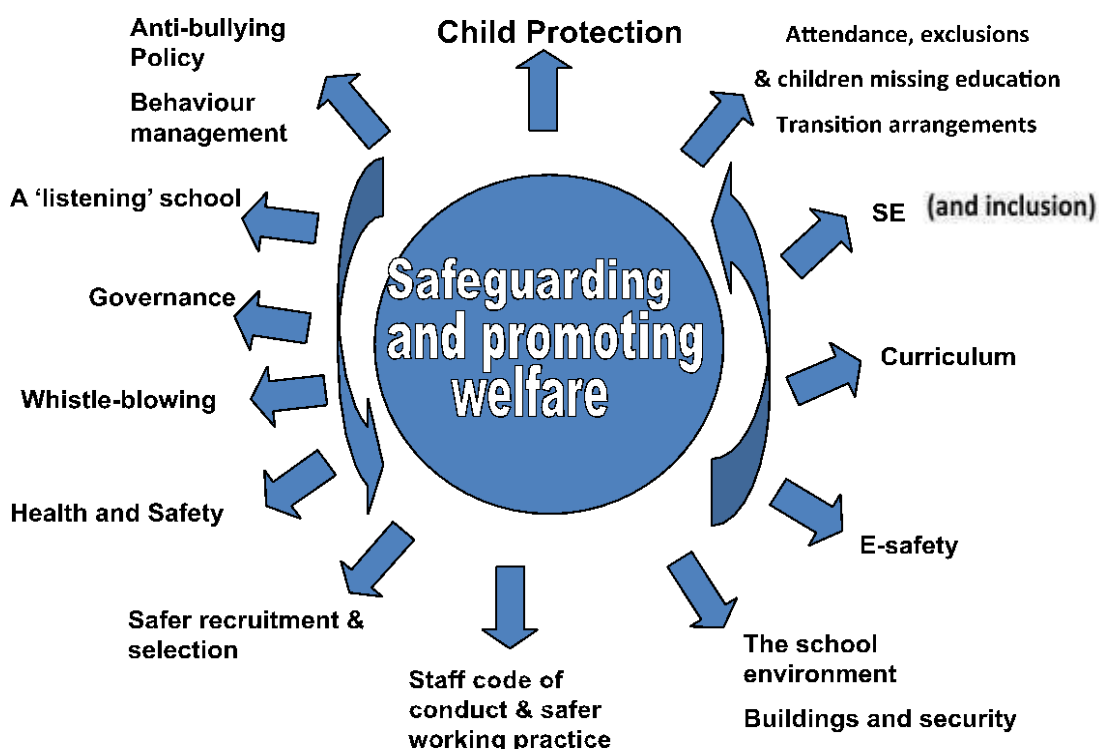 Child Protection
Attendance, exclusions
& children missing education
Transition arrangements
SE (and inclusion)
Curriculum
E-safety
The school
environment
Buildings and security
Staff code of
conduct & safer
working practice
Safer recruitment &
selection
Health and Safety
Whistle-blowing
Governance
A ‘listening’ school
Anti-bullying
Policy
Behaviour
management
Safeguarding
and promoting
welfare